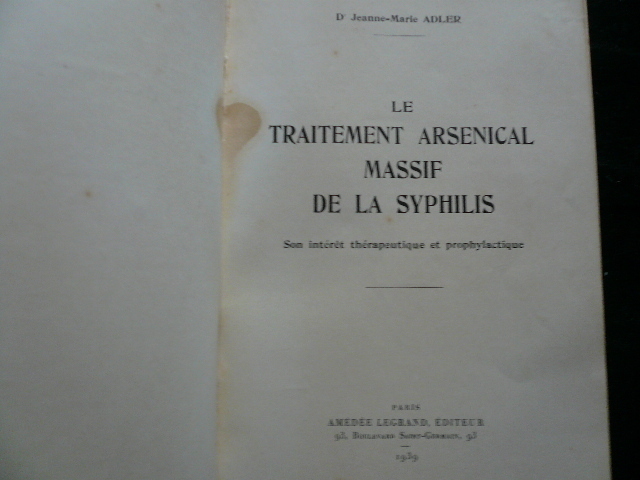 Dr Jeanne-Marie ADLER
LE
TRAITEMENT ARSENICAL
MASSIF
DE LA SYPHILIS
Son intérêt thérapeutique et prophylactique
PARIS
AMÉDÉE LEGRAND, ÉDITEUR
93, Boulevard Saint-Germain, 93
1939